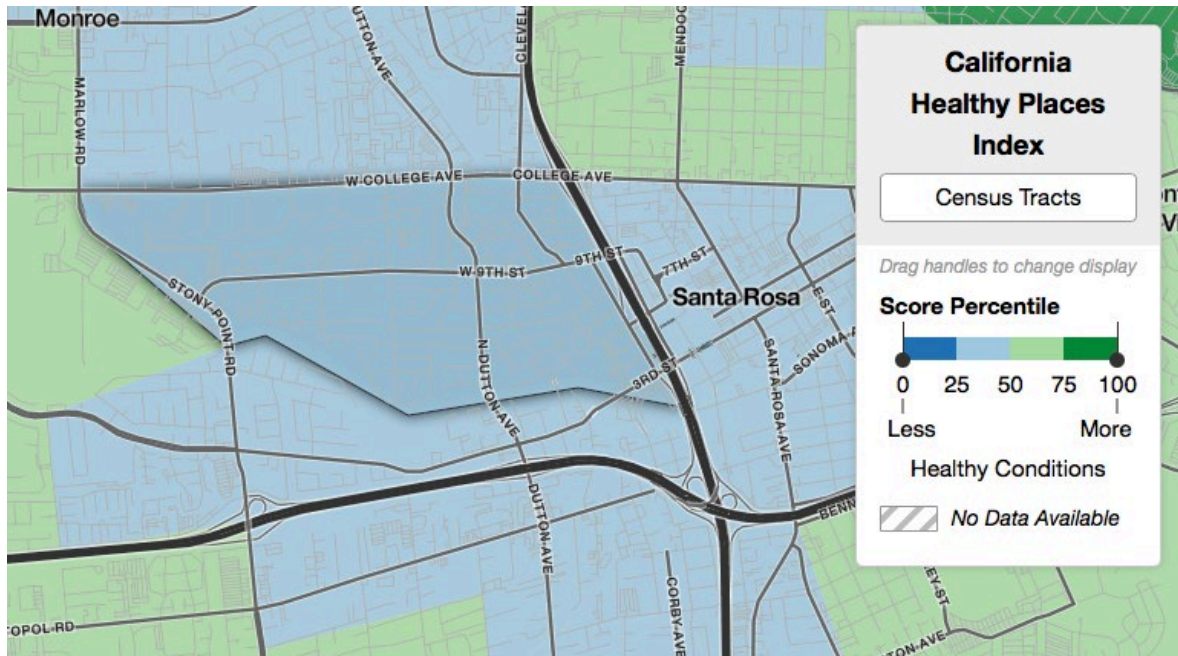 Monroe
MARLOW RD
DUTTON AVE
CLEVEL
MENDOC
W COLLEGE AVE
COLLEGE AVE
W 9TH ST
9TH ST
7TH ST
STONY POINT RD
Santa Rosa
E ST
SONOMA A
N DUTTON AVE
3RD ST
SANTA ROSA AVE
DUTTON AVE
BENN
CORBY AVE
TOPOL RD
EY ST
TON AVE
California
Healthy Places
Index
Census Tracts
Drag handles to change display
Score Percentile
0 25 50 75 100
Less More
Healthy Conditions
No Data Available